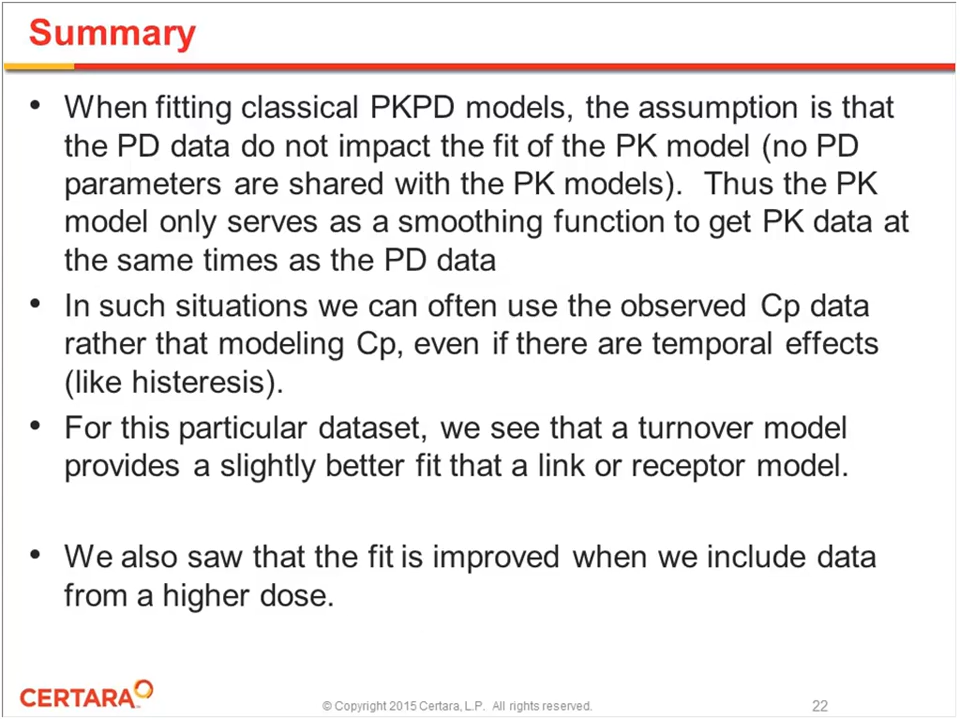 Summary
• When fitting classical PKPD models, the assumption is that
the PD data do not impact the fit of the PK model (no PD
parameters are shared with the PK models).  Thus the PK
model only serves as a smoothing function to get PK data at
the same times as the PD data
• In such situations we can often use the observed Cp data
rather that modeling Cp, even if there are temporal effects
(like histeresis).
• For this particular dataset, we see that a turnover model
provides a slightly better fit that a link or receptor model.
• We also saw that the fit is improved when we include data
from a higher dose.
CERTARA
© Copyright 2015 Certara, L.P.  All rights reserved.
22